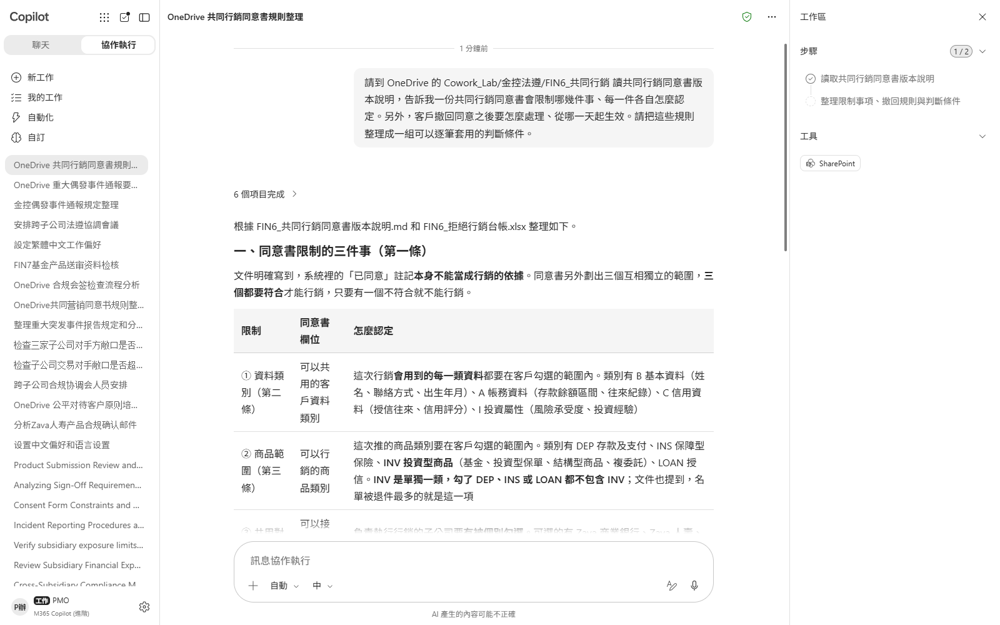 Copilot
聊天
協作執行
新工作
我的工作
自動化
自訂
OneDrive 共同行銷同意書規則...
OneDrive 重大偶發事件通報要...
金控偶發事件通報規定整理
安排跨子公司法遵協調會議
設定繁體中文工作偏好
FIN7基金产品送审资料检核
OneDrive 合规会签检查流程分析
OneDrive共同营销同意书规则整...
整理重大突发事件报告规定和分...
检查三家子公司对手方敞口是否...
检查子公司交易对手敞口是否超...
跨子公司合规协调会人员安排
OneDrive 公平对待客户原则培...
分析Zava人寿产品合规确认邮件
设置中文偏好和语言设置
Product Submission Review and...
Analyzing Sign-Off Requiremen...
Consent Form Constraints and ...
Incident Reporting Procedures a...
Verify subsidiary exposure limits...
Review Subsidiary Financial Exp...
Cross-Subsidiary Compliance M
P辦
工作 PMO
M365 Copilot (進階)
OneDrive 共同行銷同意書規則整理
1 分鐘前
請到 OneDrive 的 Cowork_Lab/金控法遵/FIN6_共同行銷 讀共同行銷同意書版
本說明，告訴我一份共同行銷同意書會限制哪幾件事、每一件各自怎麼認
定。另外，客戶撤回同意之後要怎麼處理、從哪一天起生效。請把這些規則
整理成一組可以逐筆套用的判斷條件。
6 個項目完成
根據 FIN6_共同行銷同意書版本說明.md 和 FIN6_拒絕行銷台帳.xlsx 整理如下。
一、同意書限制的三件事（第一條）
文件明確寫到，系統裡的「已同意」註記本身不能當成行銷的依據。同意書另外劃出三個互相獨立的範圍，三
個都要符合才能行銷，只要有一個不符合就不能行銷。
限制
同意書
欄位
怎麼認定
① 資料類
別（第二
條）
可以共
用的客
戶資料
類別
這次行銷會用到的每一類資料都要在客戶勾選的範圍內。類別有 B 基本資料（姓
名、聯絡方式、出生年月）、A 帳務資料（存款餘額區間、往來紀錄）、C 信用資
料（授信往來、信用評分）、I 投資屬性（風險承受度、投資經驗）
② 商品範
圍（第三
條）
可以行
銷的商
品類別
這次推的商品類別要在客戶勾選的範圍內。類別有 DEP 存款及支付、INS 保障型
保險、INV 投資型商品（基金、投資型保單、結構型商品、複委託）、LOAN 授
信。INV 是單獨一類，勾了 DEP、INS 或 LOAN 都不包含 INV；文件也提到，名
單被退件最多的就是這一項
③ 共用對
可以接
負責執行行銷的子公司要有被個別勾選。可選的有 Zava 商業銀行、Zava 人壽、
訊息協作執行
自動
中
AI 產生的內容可能不正確
工作區
步驟
1 / 2
讀取共同行銷同意書版本說明
整理限制事項、撤回規則與判斷條件
工具
SharePoint